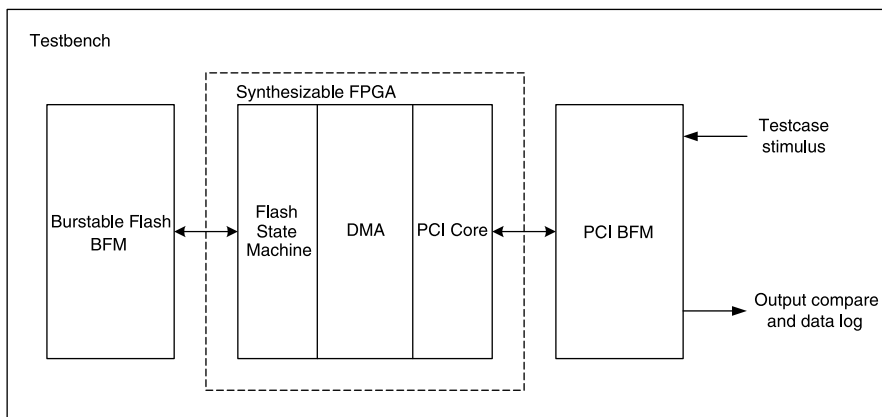 Testbench
Synthesizable FPGA
Burstable Flash
BFM
Flash
State
Machine
DMA
PCI Core
PCI BFM
Testcase
stimulus
Output compare
and data log